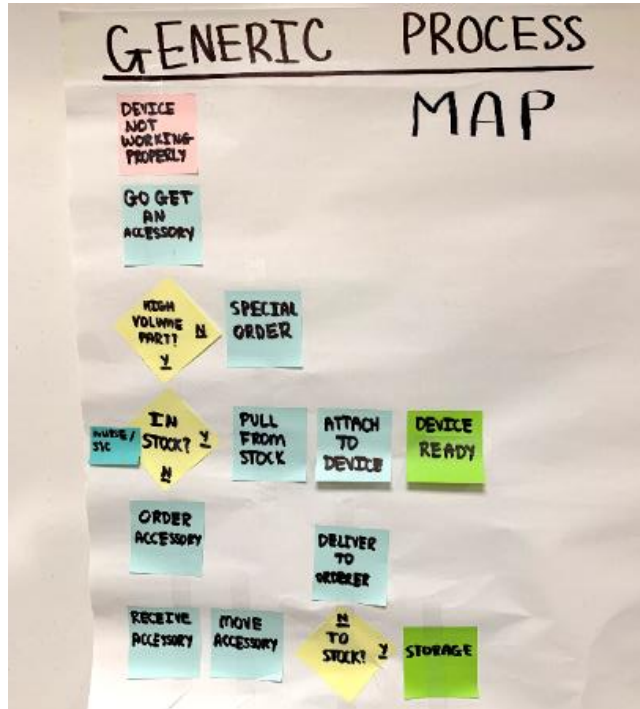 GENERIC PROCESS
MAP
DEVICE
NOT
WORKING
PROPERLY
GO GET
AN
ACCESSORY
HIGH
VOLUME
PART?
N
Y
SPECIAL
ORDER
NURSE/
IN
STOCK?
Y
N
PULL
FROM
STOCK
ATTACH
TO
DEVICE
DEVICE
READY
ORDER
ACCESSORY
DELIVER
TO
ORDERER
RECEIVE
ACCESSORY
MOVE
ACCESSORY
N
TO
STOCK?
Y
STORAGE